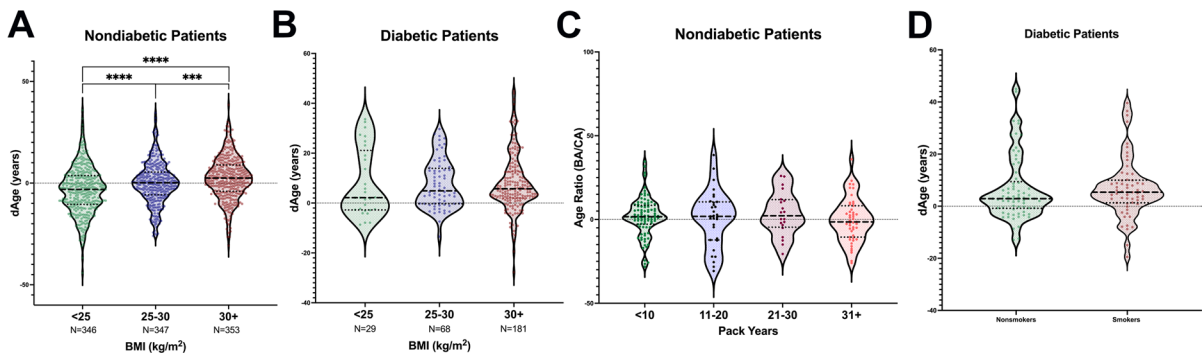 A
Nondiabetic Patients
****
****
***
dAge (years)
50
0
-50
<25
25-30
30+
N=346
N=347
N=353
BMI (kg/m²)
B
Diabetic Patients
dAge (years)
60
40
20
0
-20
-40
<25
25-30
30+
N=29
N=68
N=181
BMI (kg/m²)
C
Nondiabetic Patients
Age Ratio (BA/CA)
100
50
0
-50
<10
11-20
21-30
31+
Pack Years
D
Diabetic Patients
dAge (years)
60
40
20
0
-20
-40
Nonsmokers
Smokers